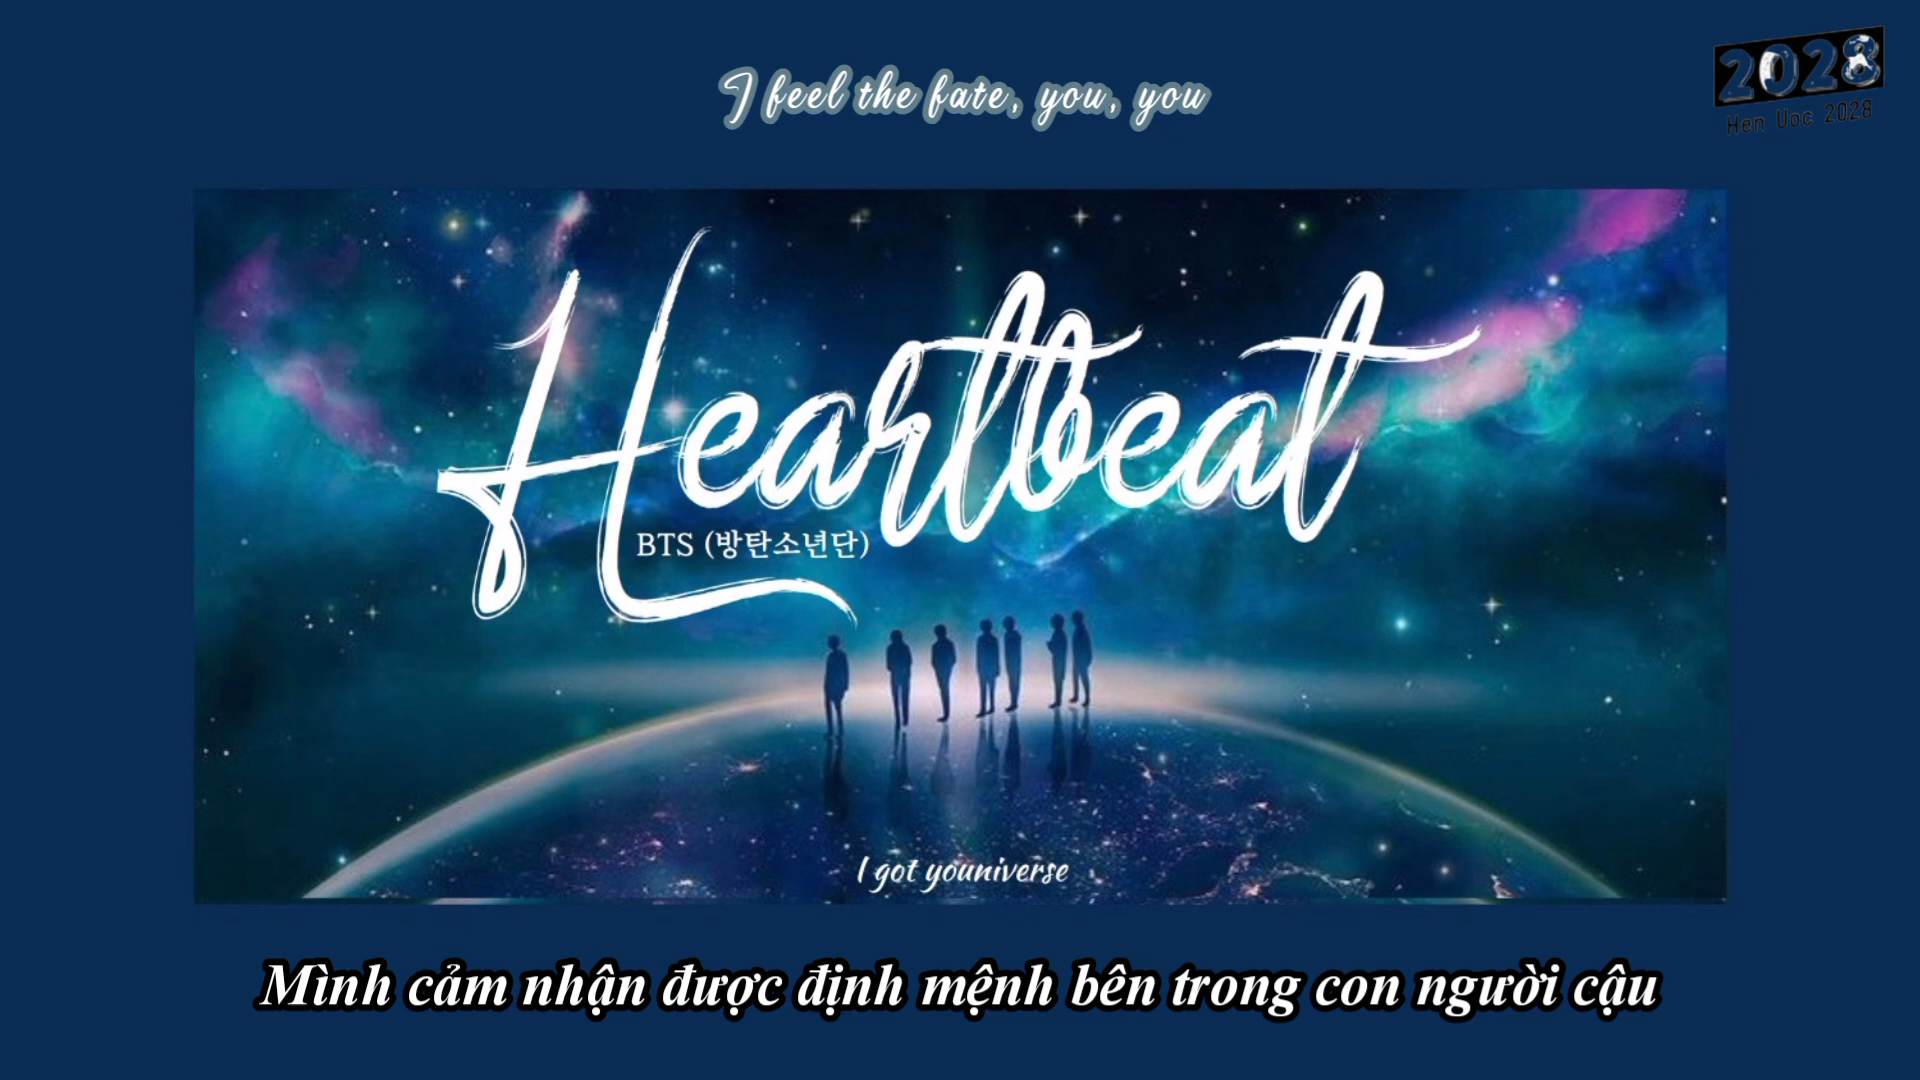 I feel the fate, you, you
2028
Hen Uoc 2028
Heartbeat
BTS (방탄소년단)
I got youniverse
Mình cảm nhận được định mệnh bên trong con người cậu